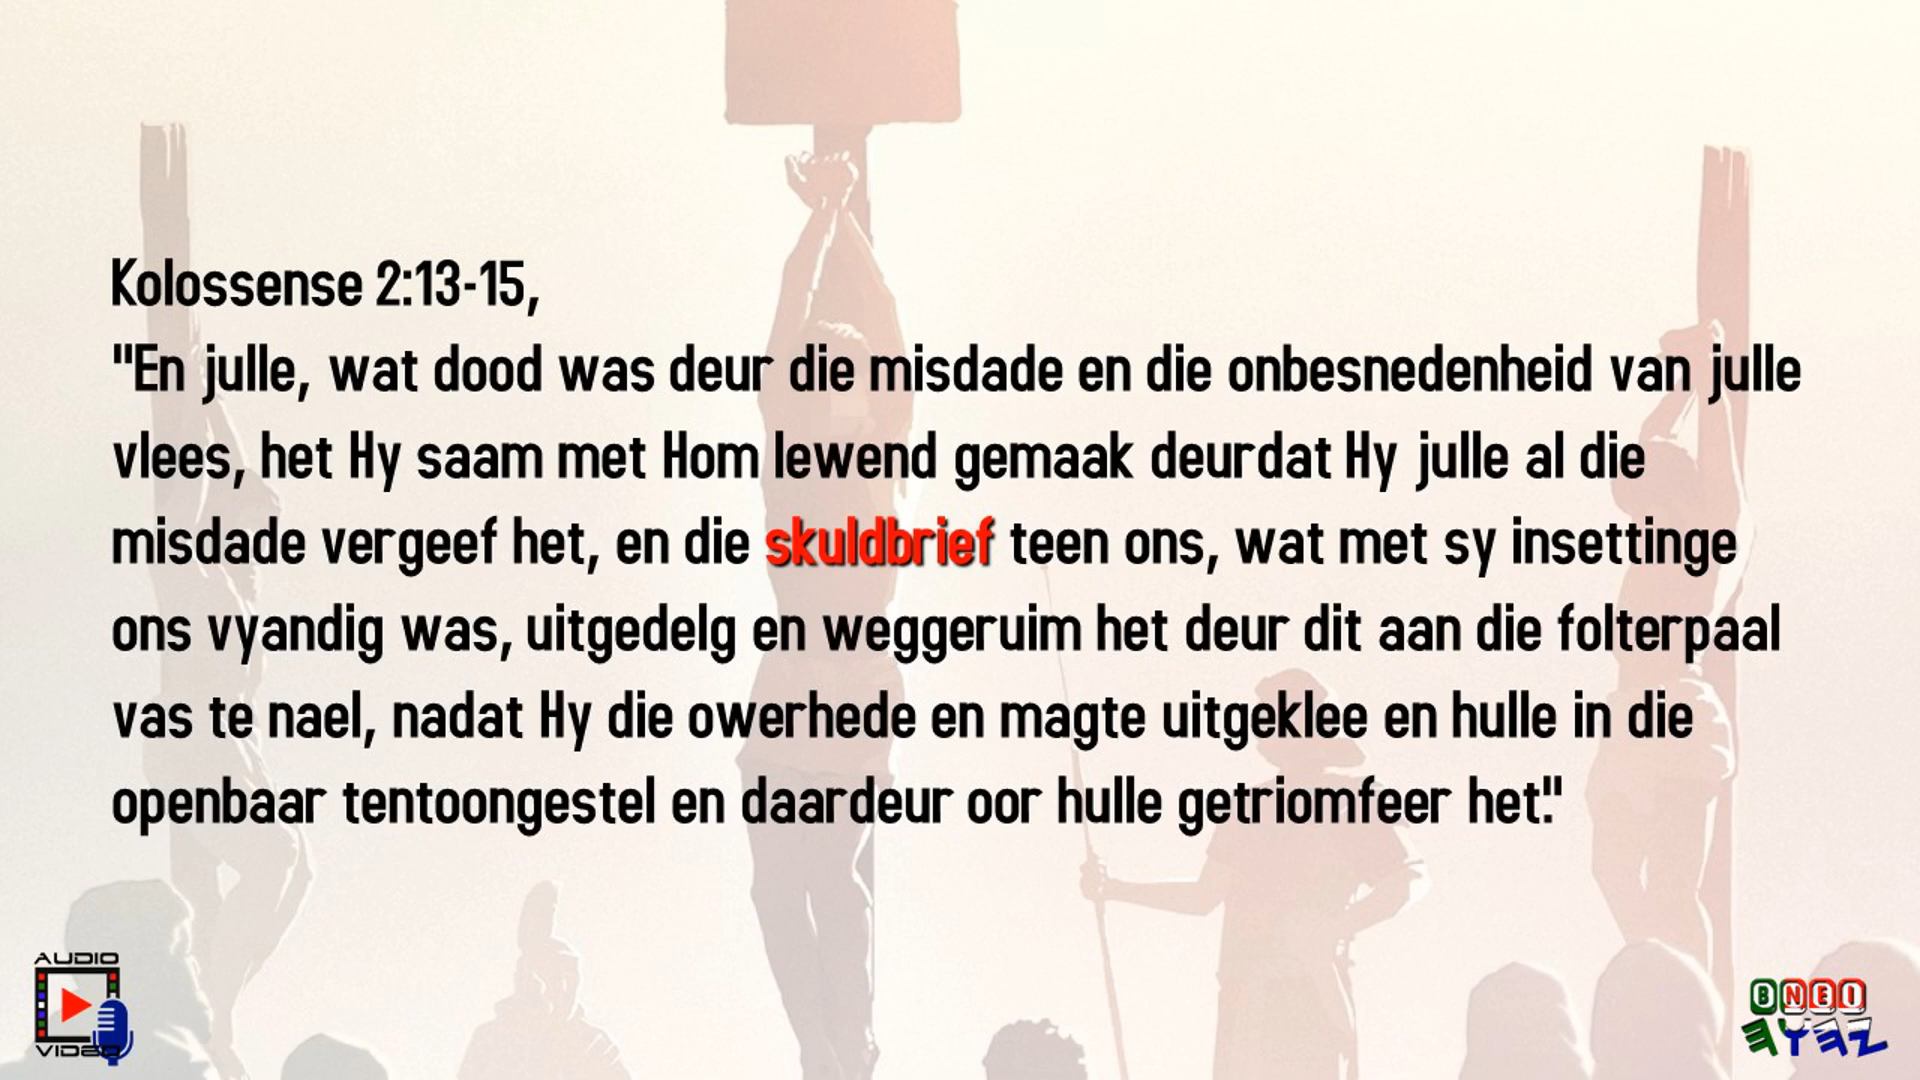 Kolossense 2:13-15,
"En julle, wat dood was deur die misdade en die onbesnedenheid van julle
vlees, het Hy saam met Hom lewend gemaak deurdat Hy julle al die
misdade vergeef het, en die skuldbrief teen ons, wat met sy insettinge
ons vyandig was, uitgedelg en weggeruim het deur dit aan die folterpaal
vas te nael, nadat Hy die owerhede en magte uitgeklee en hulle in die
openbaar tentoongestel en daardeur oor hulle getriomfeer het."
AUDIO
VIDEO
BNEI